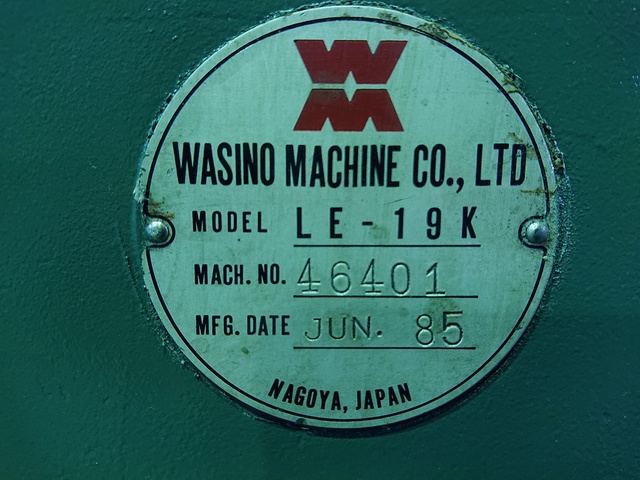 WASINO MACHINE CO., LTD
MODEL LE-19K
MACH. NO. 46401
MFG. DATE JUN. 85
NAGOYA, JAPAN